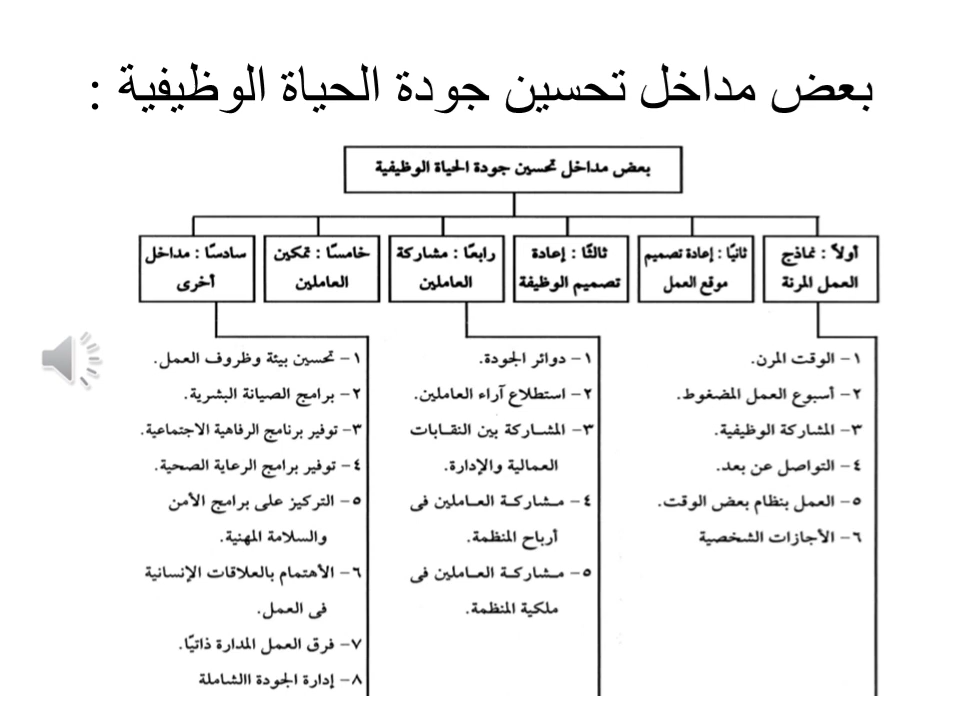 بعض مداخل تحسين جودة الحياة الوظيفية :
بعض مداخل تحسين جودة الحياة الوظيفية
أولاً : نماذج
العمل المرنة
ثانيًا : إعادة تصميم
موقع العمل
ثالثًا : إعادة
تصميم الوظيفة
رابعًا : مشاركة
العاملين
خامسًا : تمكين
العاملين
سادسًا : مداخل
أخرى
١- الوقت المرن.
٢- أسبوع العمل المضغوط.
٣- المشاركة الوظيفية.
٤- التواصل عن بعد.
٥- العمل بنظام بعض الوقت.
٦- الأجازات الشخصية
١- دوائر الجودة.
٢- استطلاع آراء العاملين.
٣- المشاركة بين النقابات
العمالية والإدارة.
٤- مشاركة العاملين فى
أرباح المنظمة.
٥- مشاركة العاملين فى
ملكية المنظمة.
١- تحسين بيئة وظروف العمل.
٢- برامج الصيانة البشرية.
٣- توفير برنامج الرفاهية الاجتماعية.
٤- توفير برامج الرعاية الصحية.
٥- التركيز على برامج الأمن
والسلامة المهنية.
٦- الأهتمام بالعلاقات الإنسانية
فى العمل.
٧- فرق العمل المدارة ذاتيًا.
٨- إدارة الجودة االشاملة